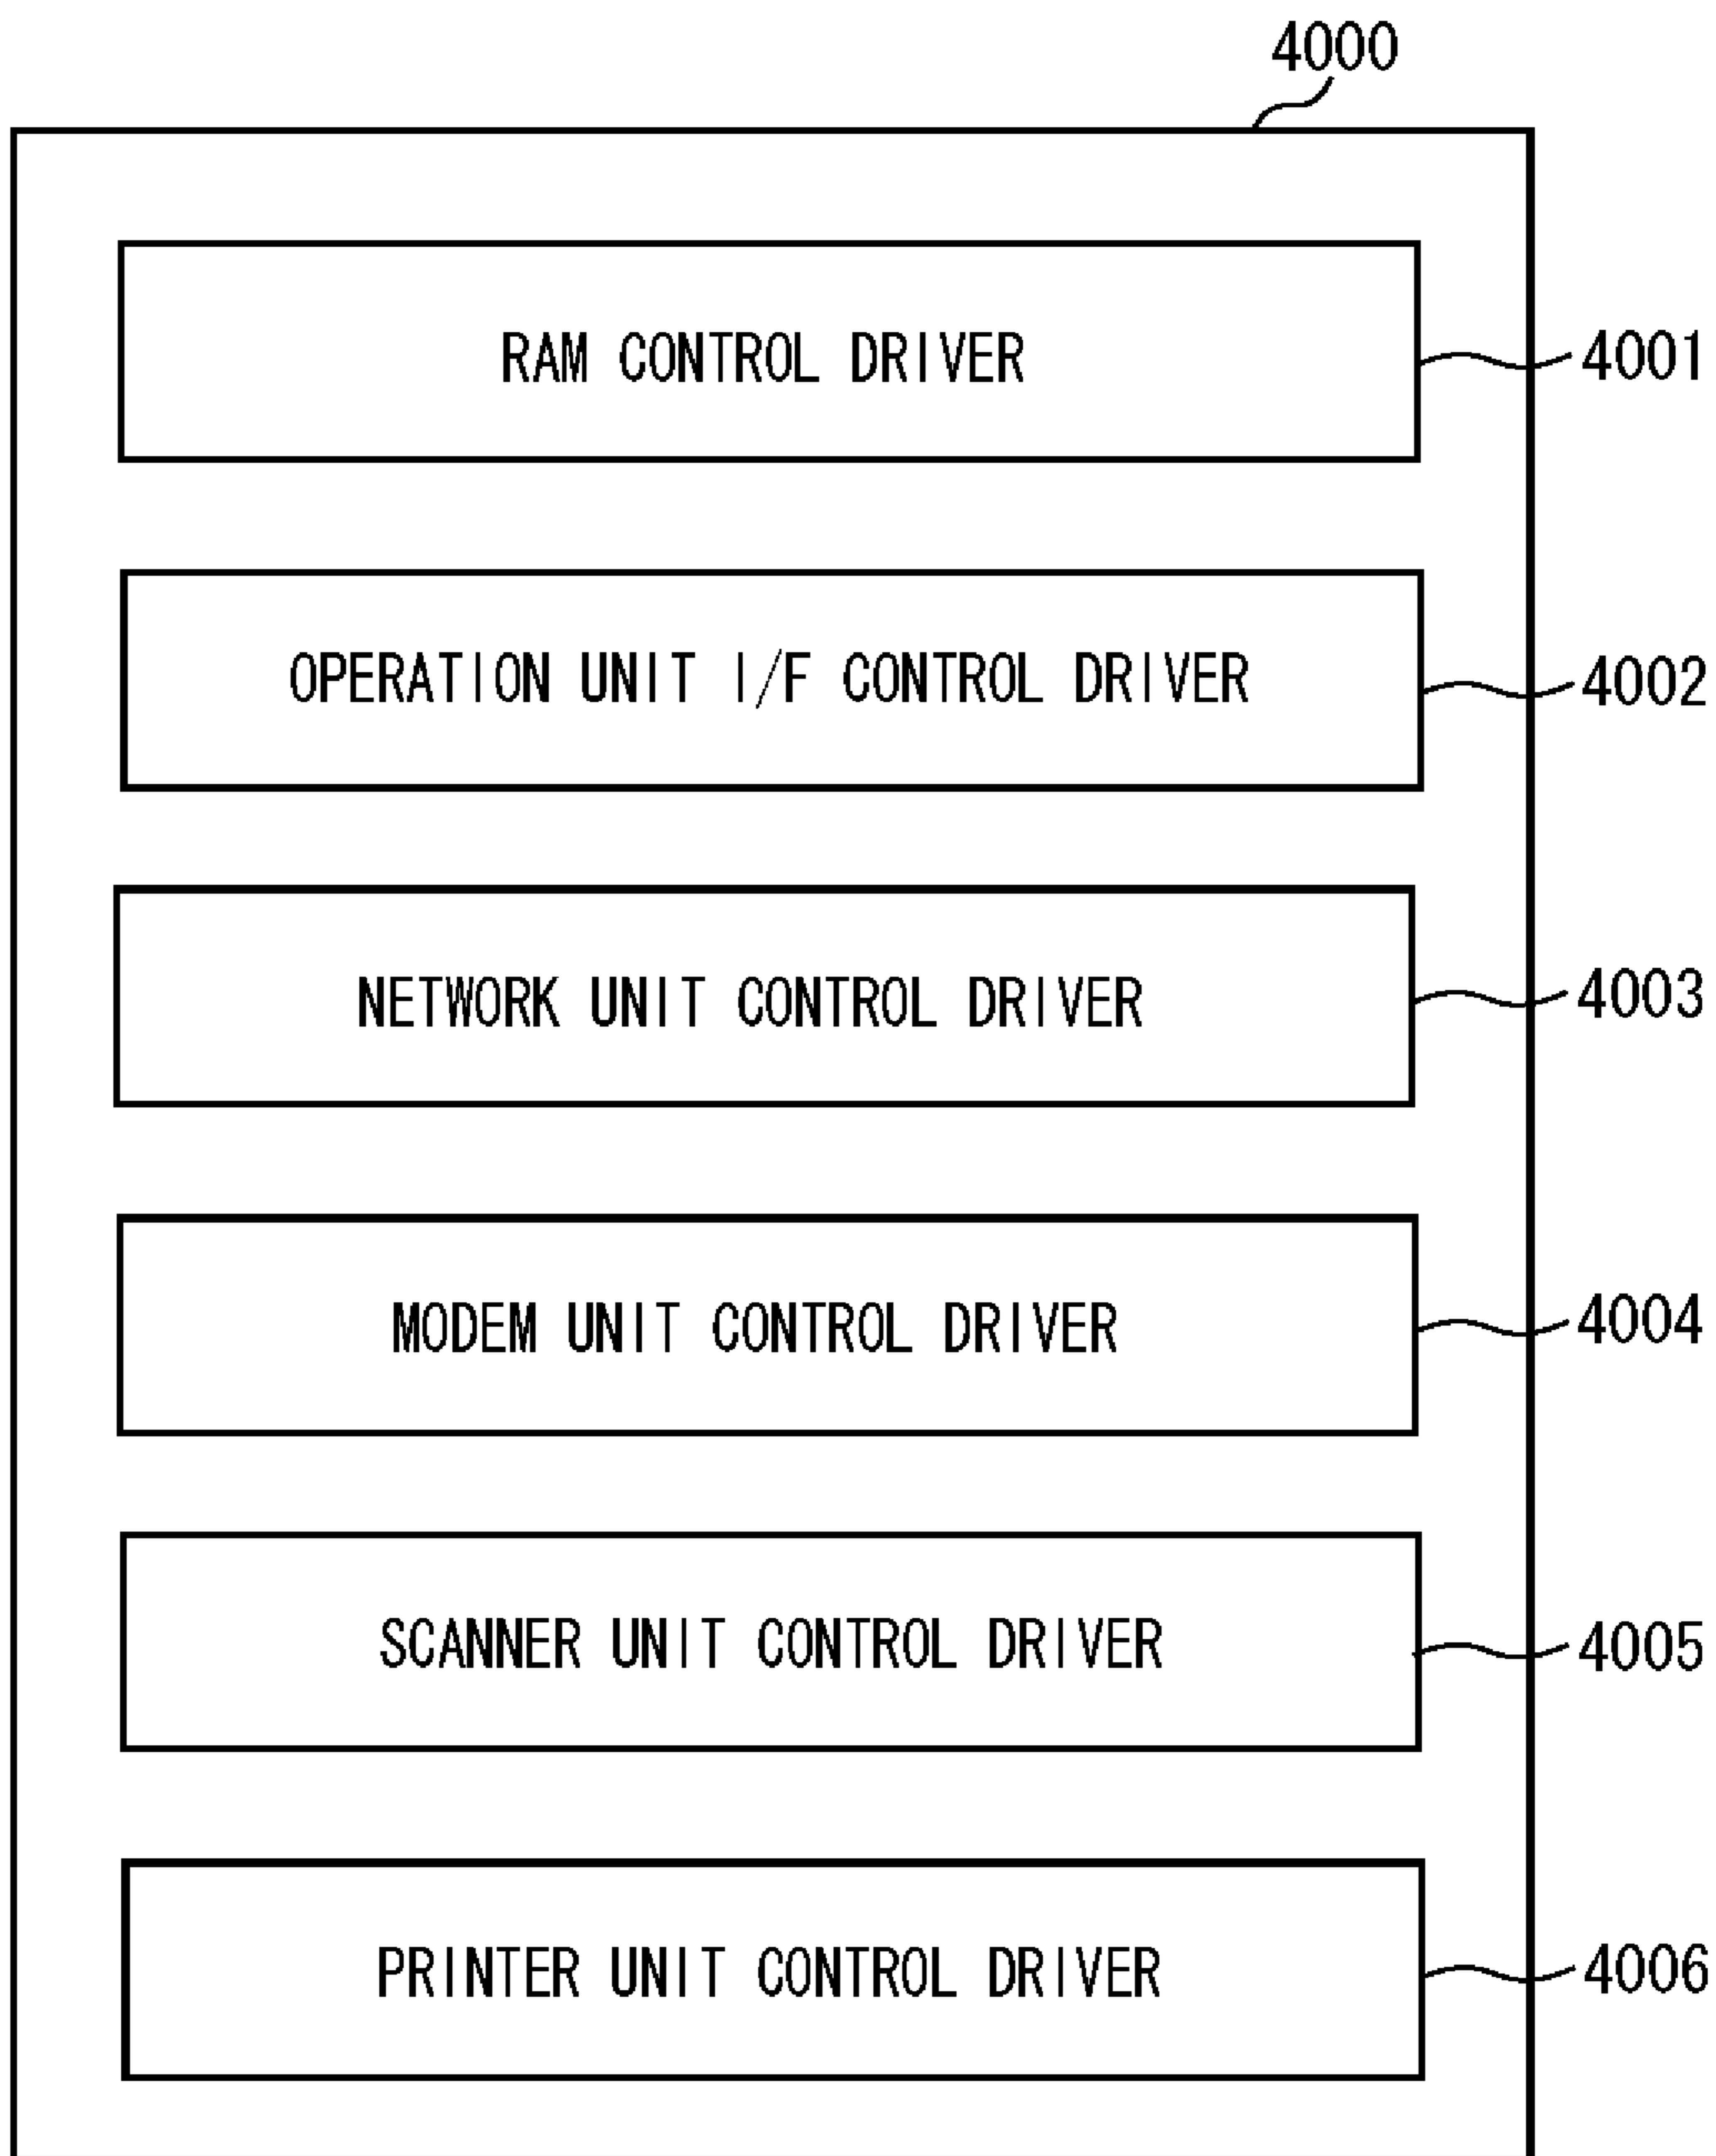 4000
RAM CONTROL DRIVER
4001
OPERATION UNIT I/F CONTROL DRIVER
4002
NETWORK UNIT CONTROL DRIVER
4003
MODEM UNIT CONTROL DRIVER
4004
SCANNER UNIT CONTROL DRIVER
4005
PRINTER UNIT CONTROL DRIVER
4006